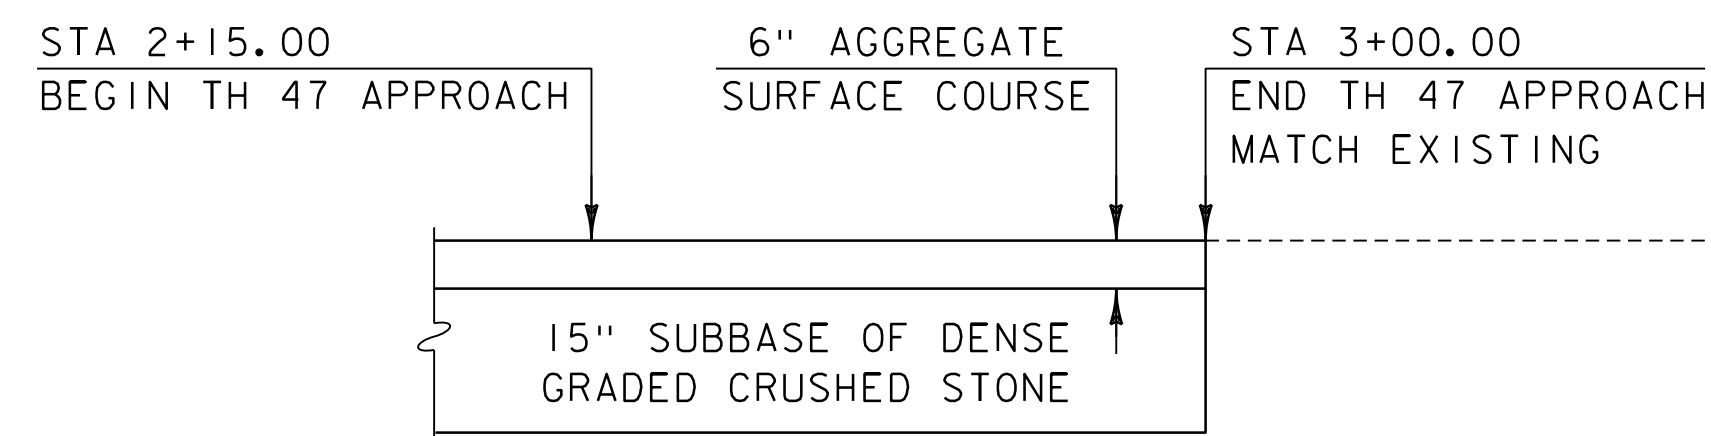 STA 2+15.00
BEGIN TH 47 APPROACH
6" AGGREGATE
SURFACE COURSE
STA 3+00.00
END TH 47 APPROACH
MATCH EXISTING
15" SUBBASE OF DENSE
GRADED CRUSHED STONE